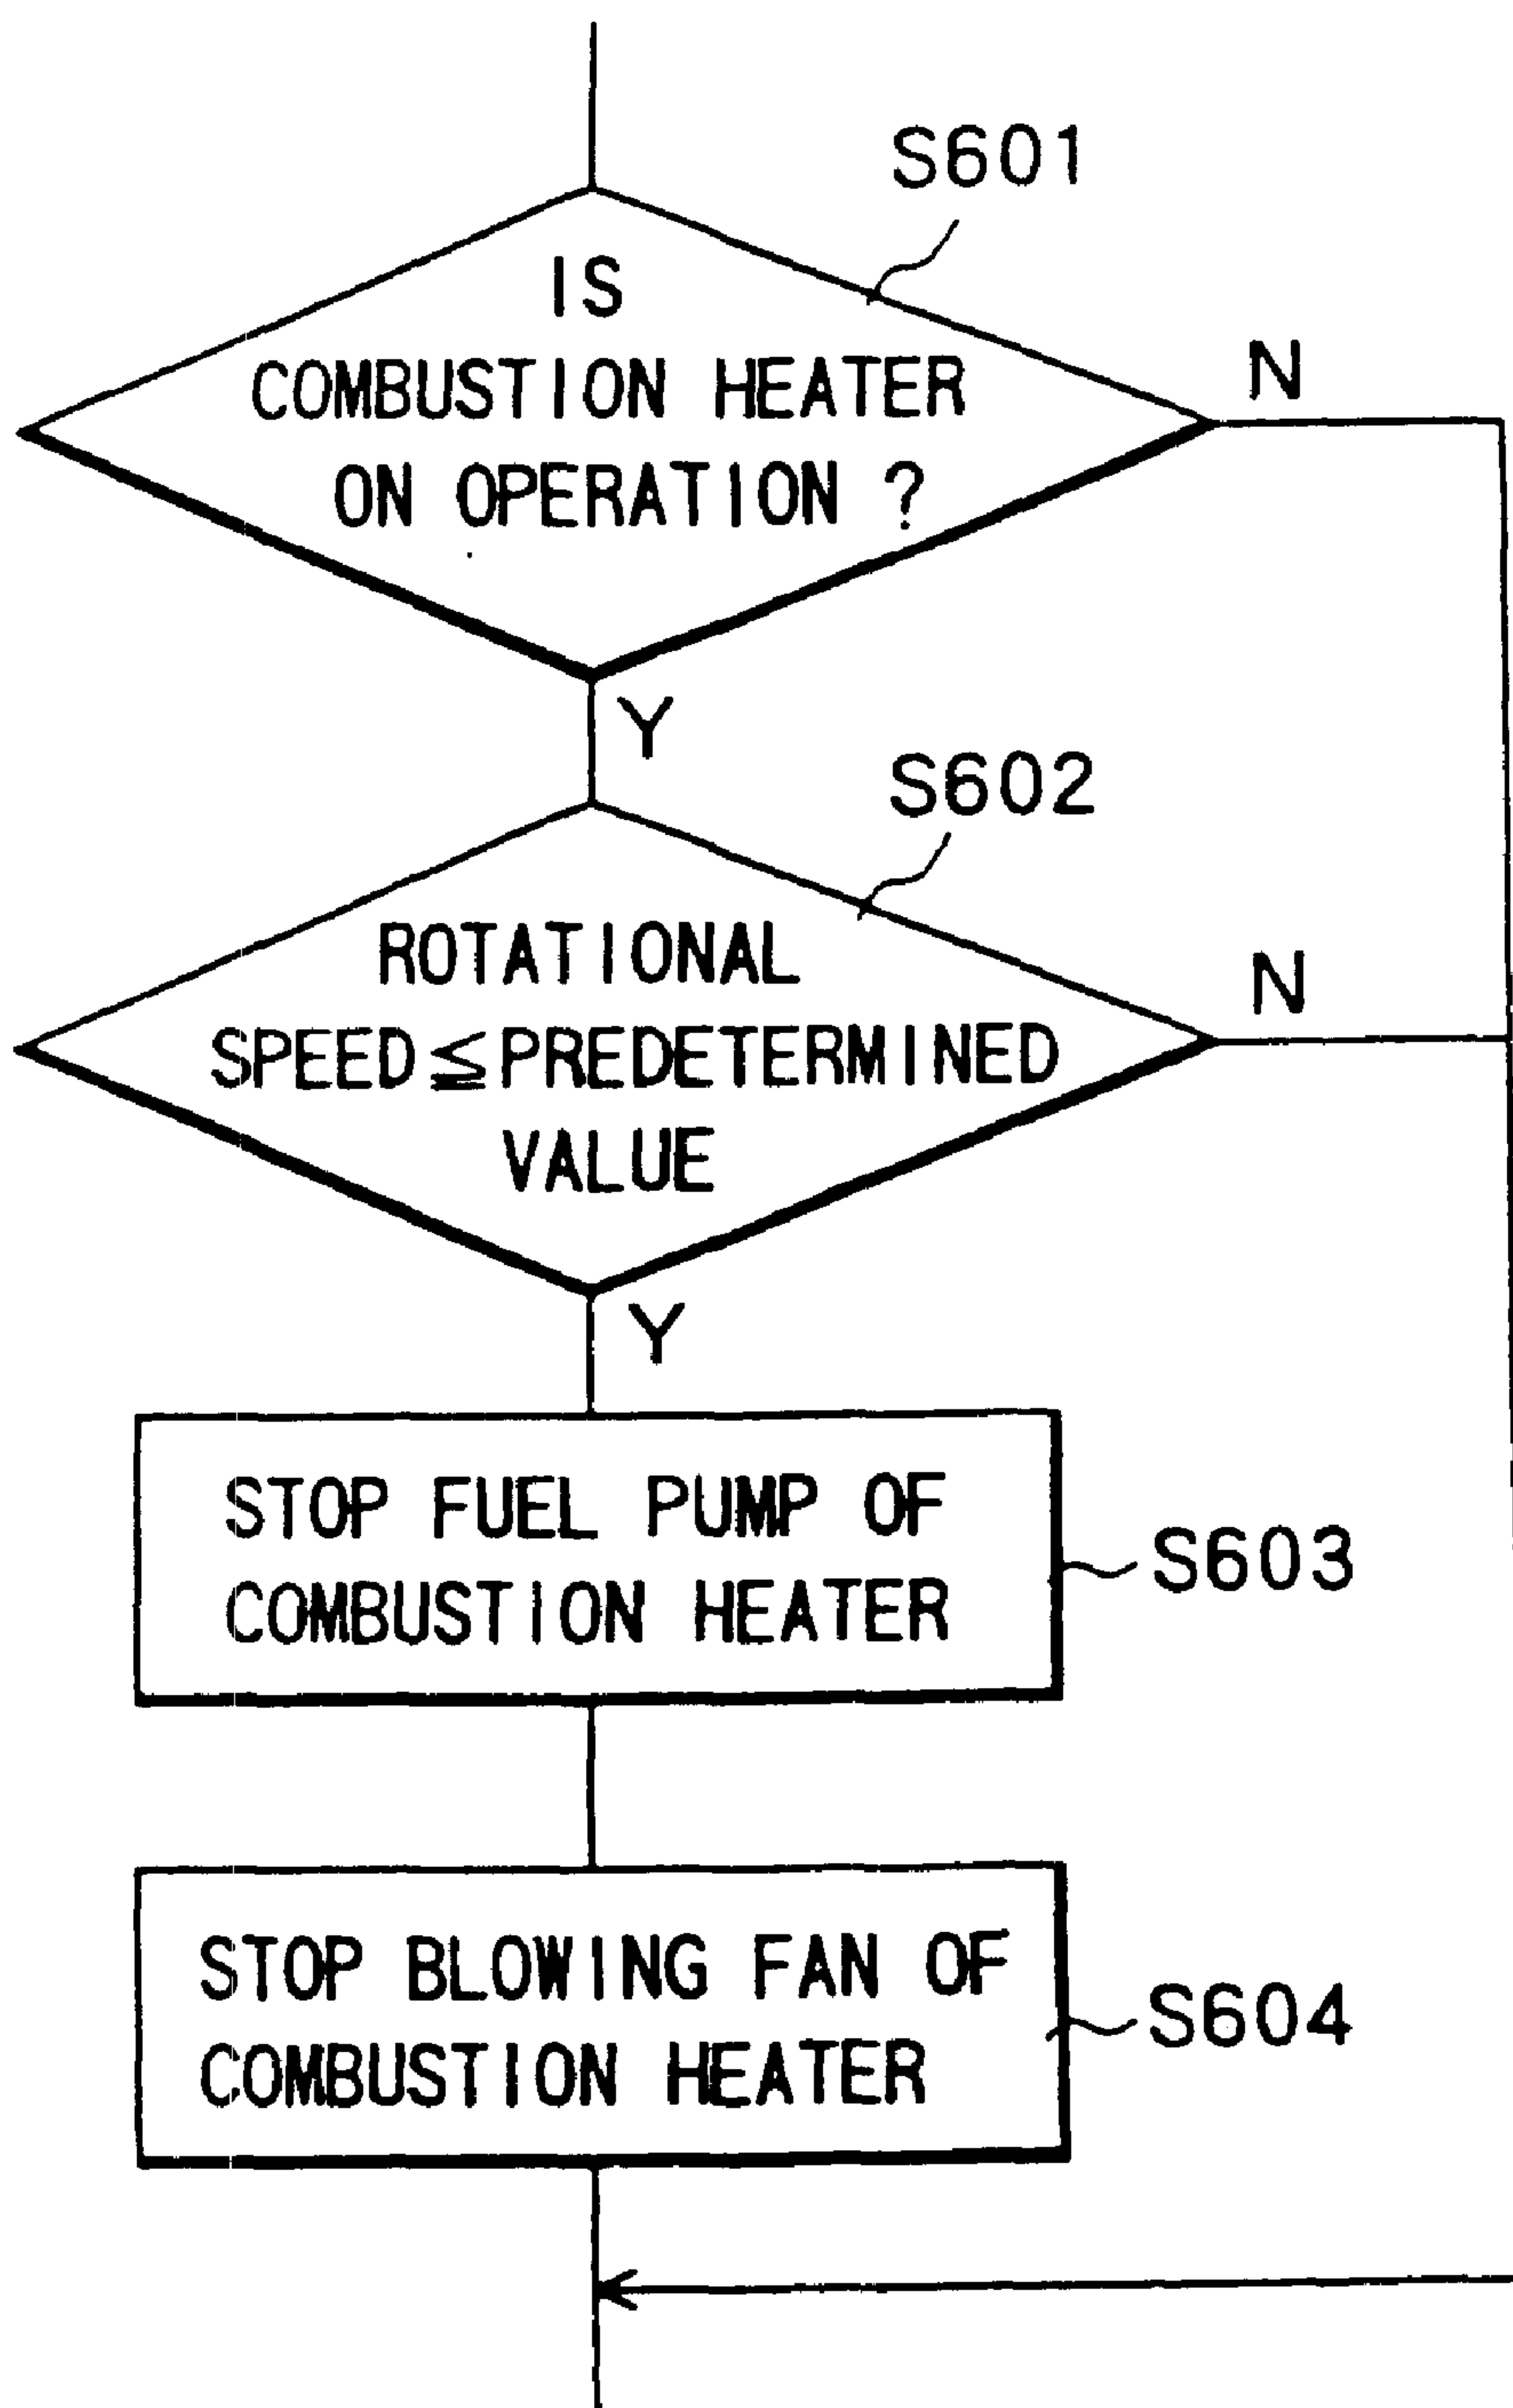 S601
IS
COMBUSTION HEATER
ON OPERATION ?
N
Y
S602
ROTATIONAL
SPEED≦PREDETERMINED
VALUE
N
Y
STOP FUEL PUMP OF
COMBUSTION HEATER
S603
STOP BLOWING FAN OF
COMBUSTION HEATER
S604